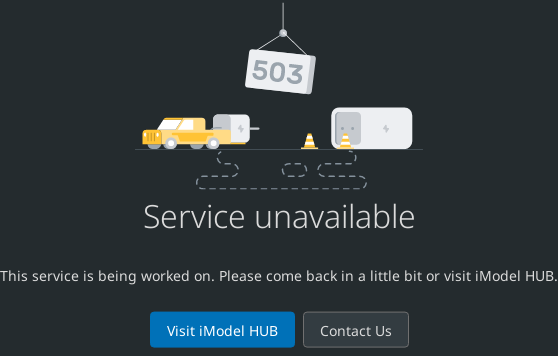 503
Service unavailable
This service is being worked on. Please come back in a little bit or visit iModel HUB.
Visit iModel HUB
Contact Us